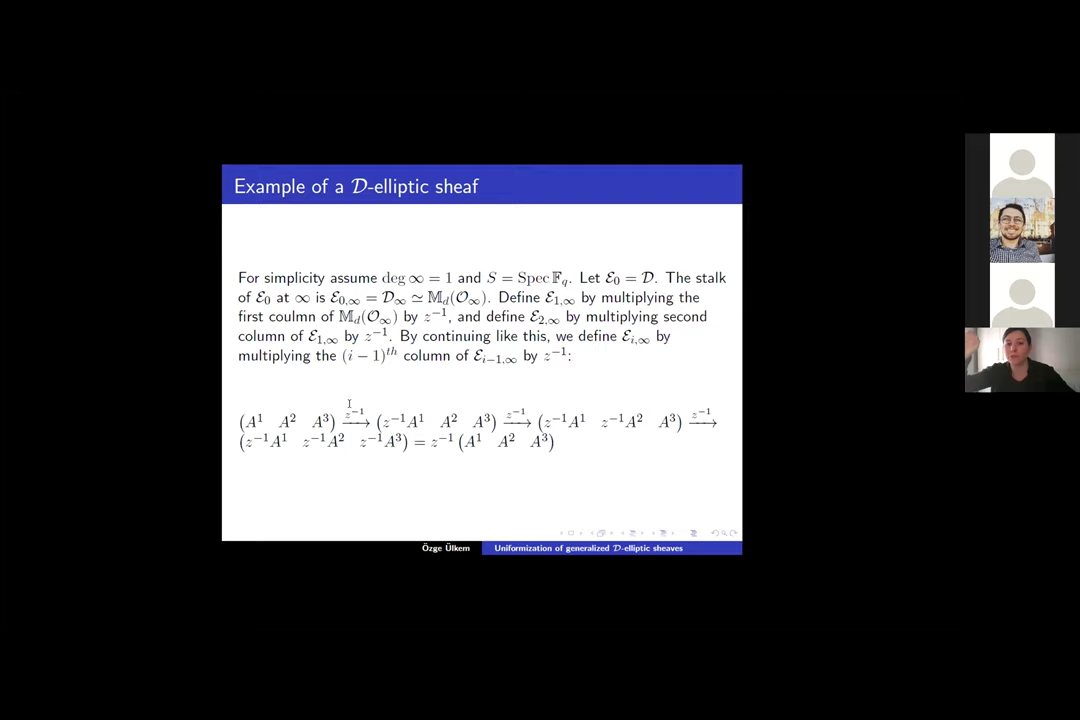 Example of a 𝒟-elliptic sheaf
For simplicity assume deg ∞ = 1 and S = Spec 𝔽_q. Let ℰ_0 = 𝒟. The stalk
of ℰ_0 at ∞ is ℰ_{0,∞} = 𝒟_∞ ≃ 𝕄_d(𝒪_∞). Define ℰ_{1,∞} by multiplying the
first coulmn of 𝕄_d(𝒪_∞) by z^{−1}, and define ℰ_{2,∞} by multiplying second
column of ℰ_{1,∞} by z^{−1}. By continuing like this, we define ℰ_{i,∞} by
multiplying the (i − 1)^{th} column of ℰ_{i−1,∞} by z^{−1}:
(A^1 A^2 A^3) \xrightarrow{z^{−1}} (z^{−1}A^1 A^2 A^3) \xrightarrow{z^{−1}} (z^{−1}A^1 z^{−1}A^2 A^3) \xrightarrow{z^{−1}}
(z^{−1}A^1 z^{−1}A^2 z^{−1}A^3) = z^{−1} (A^1 A^2 A^3)
Özge Ülkem Uniformization of generalized 𝒟-elliptic sheaves